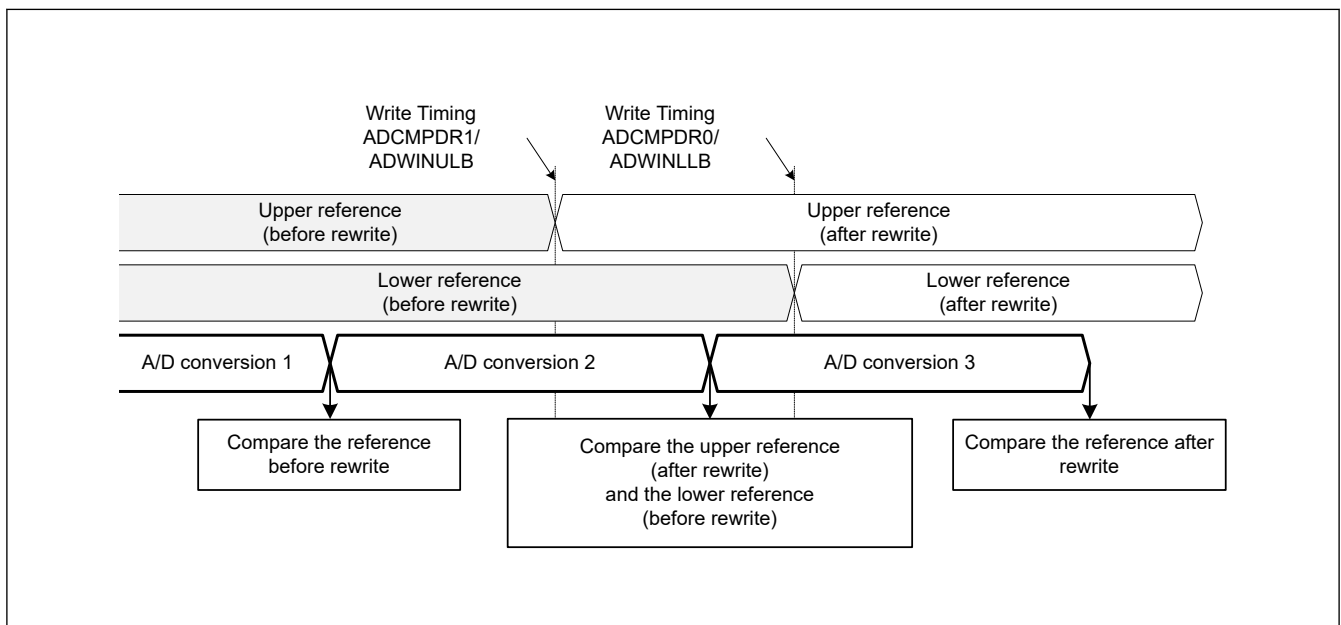 Write Timing
ADCMPDR1/
ADWINULB
Write Timing
ADCMPDR0/
ADWINLLB
Upper reference
(before rewrite)
Upper reference
(after rewrite)
Lower reference
(before rewrite)
Lower reference
(after rewrite)
A/D conversion 1
A/D conversion 2
A/D conversion 3
Compare the reference
before rewrite
Compare the upper reference
(after rewrite)
and the lower reference
(before rewrite)
Compare the reference after
rewrite